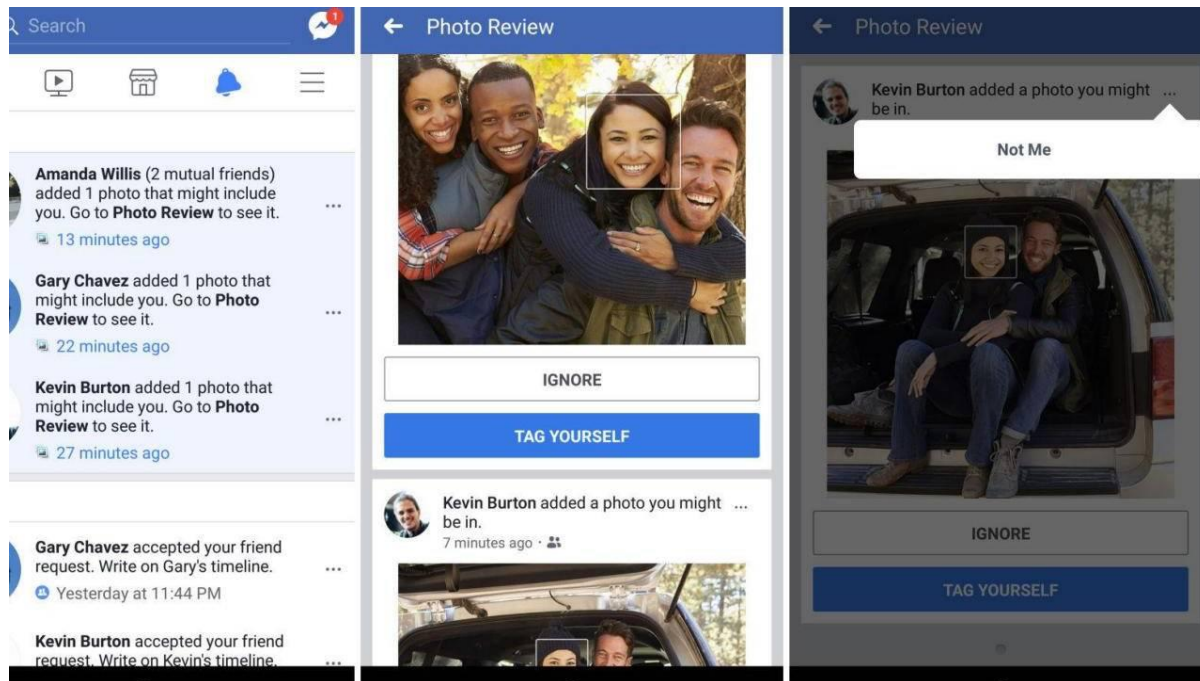 Search
1
Amanda Willis (2 mutual friends)
added 1 photo that might include
you. Go to Photo Review to see it.
13 minutes ago
Gary Chavez added 1 photo that
might include you. Go to Photo
Review to see it.
22 minutes ago
Kevin Burton added 1 photo that
might include you. Go to Photo
Review to see it.
27 minutes ago
Gary Chavez accepted your friend
request. Write on Gary's timeline.
Yesterday at 11:44 PM
Kevin Burton accepted your friend
request. Write on Kevin's timeline.
Photo Review
IGNORE
TAG YOURSELF
Kevin Burton added a photo you might
be in.
7 minutes ago
Photo Review
Kevin Burton added a photo you might
be in.
Not Me
IGNORE
TAG YOURSELF